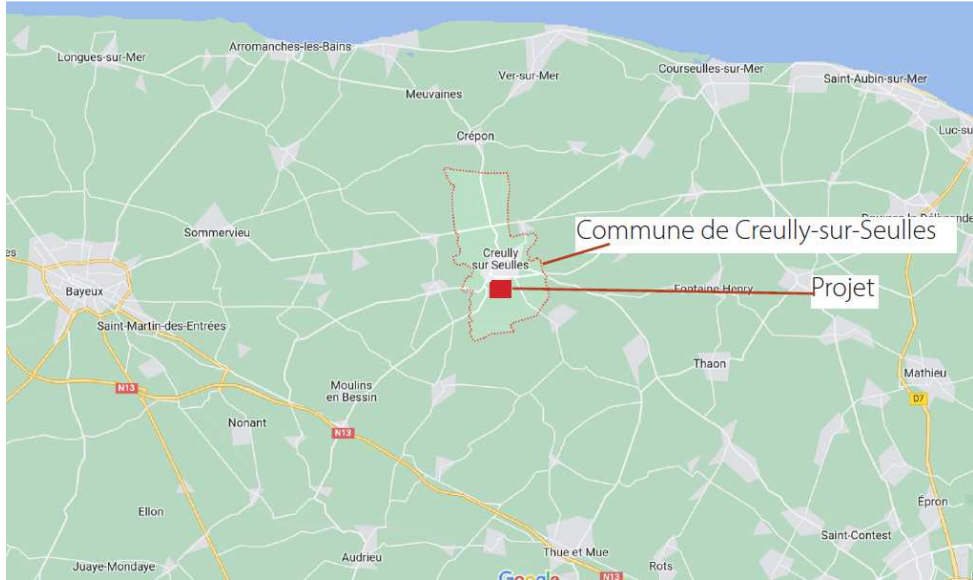 Longues-sur-Mer
Arromanches-les-Bains
Ver-sur-Mer
Courseulles-sur-Mer
Saint-Aubin-sur-Mer
Meuvaines
Crépon
Luc-su
Sommervieu
Commune de Creully-sur-Seulles
Creully
sur Seulles
es
Bayeux
Projet
Fontaine-Henry
Saint-Martin-des-Entrées
Thaon
Mathieu
Moulins
en Bessin
N13
D7
Nonant
N13
Épron
Ellon
Saint-Contest
Juaye-Mondaye
Audrieu
Thue et Mue
Rots
Google
N13